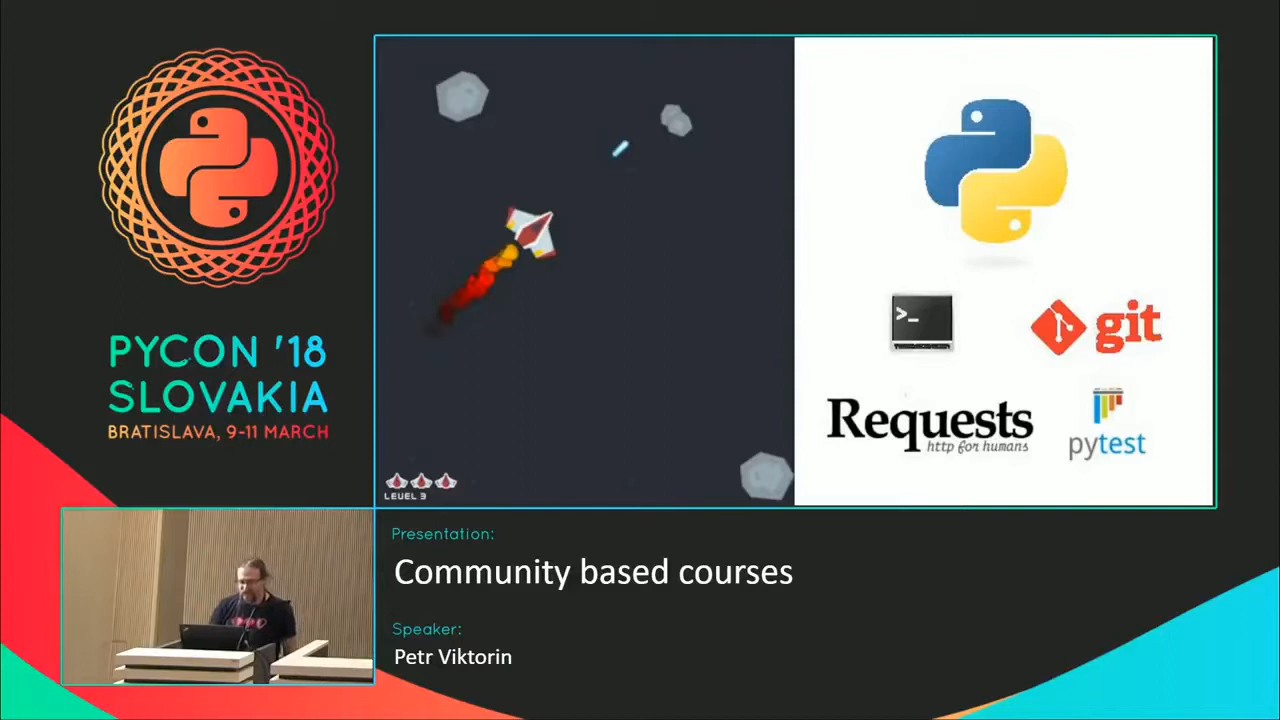 PYCON '18
SLOVAKIA
BRATISLAVA, 9-11 MARCH
LEVEL 3
>_
git
Requests
http for humans
pytest
Presentation:
Community based courses
Speaker:
Petr Viktorin